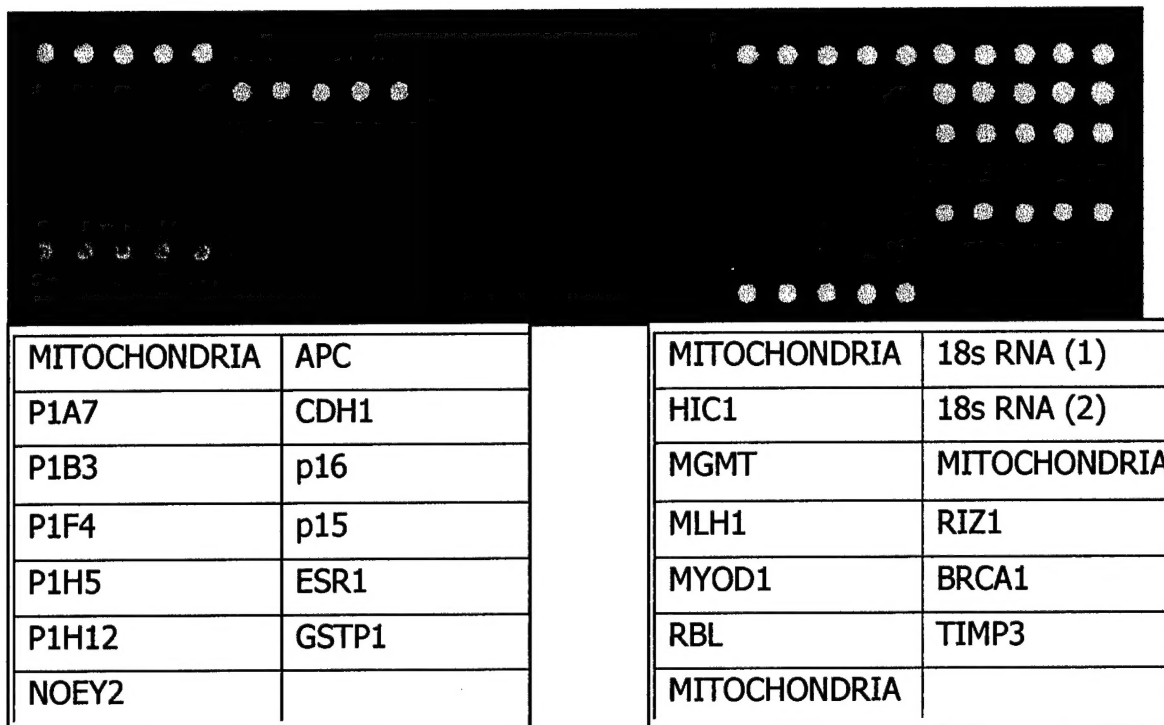 MITOCHONDRIA APC MITOCHONDRIA 18s RNA (1)
P1A7 CDH1 HIC1 18s RNA (2)
P1B3 p16 MGMT MITOCHONDRIA
P1F4 p15 MLH1 RIZ1
P1H5 ESR1 MYOD1 BRCA1
P1H12 GSTP1 RBL TIMP3
NOEY2 MITOCHONDRIA